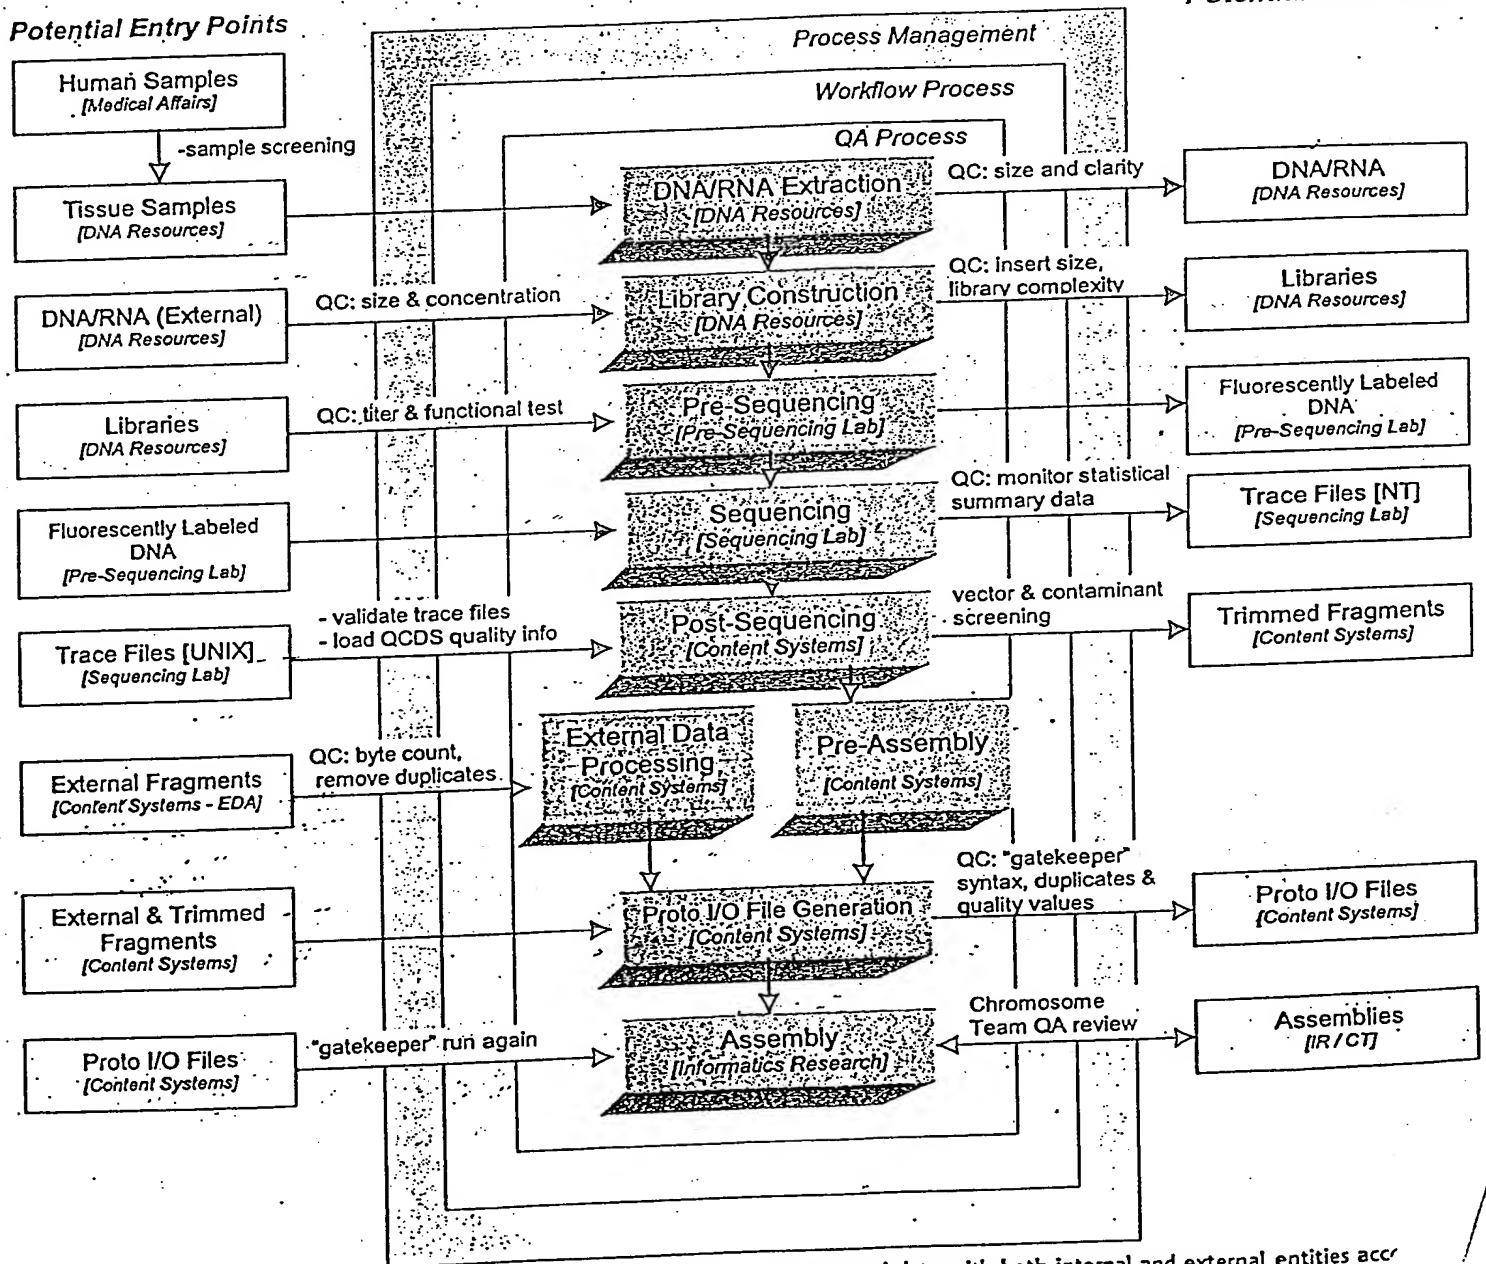 Potential Entry Points
Process Management
Workflow Process
QA Process
Human Samples
[Medical Affairs]
-sample screening
Tissue Samples
[DNA Resources]
DNA/RNA Extraction
[DNA Resources]
QC: size and clarity
DNA/RNA
[DNA Resources]
DNA/RNA (External)
[DNA Resources]
QC: size & concentration
Library Construction
[DNA Resources]
QC: insert size,
library complexity
Libraries
[DNA Resources]
Libraries
[DNA Resources]
QC: titer & functional test
Pre-Sequencing
[Pre-Sequencing Lab]
Fluorescently Labeled
DNA
[Pre-Sequencing Lab]
Fluorescently Labeled
DNA
[Pre-Sequencing Lab]
Sequencing
[Sequencing Lab]
QC: monitor statistical
summary data
Trace Files [NT]
[Sequencing Lab]
Trace Files [UNIX]
[Sequencing Lab]
- validate trace files
- load QCDS quality info
Post-Sequencing
[Content Systems]
vector & contaminant
screening
Trimmed Fragments
[Content Systems]
External Fragments
[Content Systems - EDA]
QC: byte count,
remove duplicates
External Data
Processing
[Content Systems]
Pre-Assembly
[Content Systems]
External & Trimmed
Fragments
[Content Systems]
Proto I/O File Generation
[Content Systems]
QC: "gatekeeper"
syntax, duplicates &
quality values
Proto I/O Files
[Content Systems]
Proto I/O Files
[Content Systems]
"gatekeeper" run again
Assembly
[Informatics Research]
Chromosome
Team QA review
Assemblies
[IR / CT]
with both internal and external entities